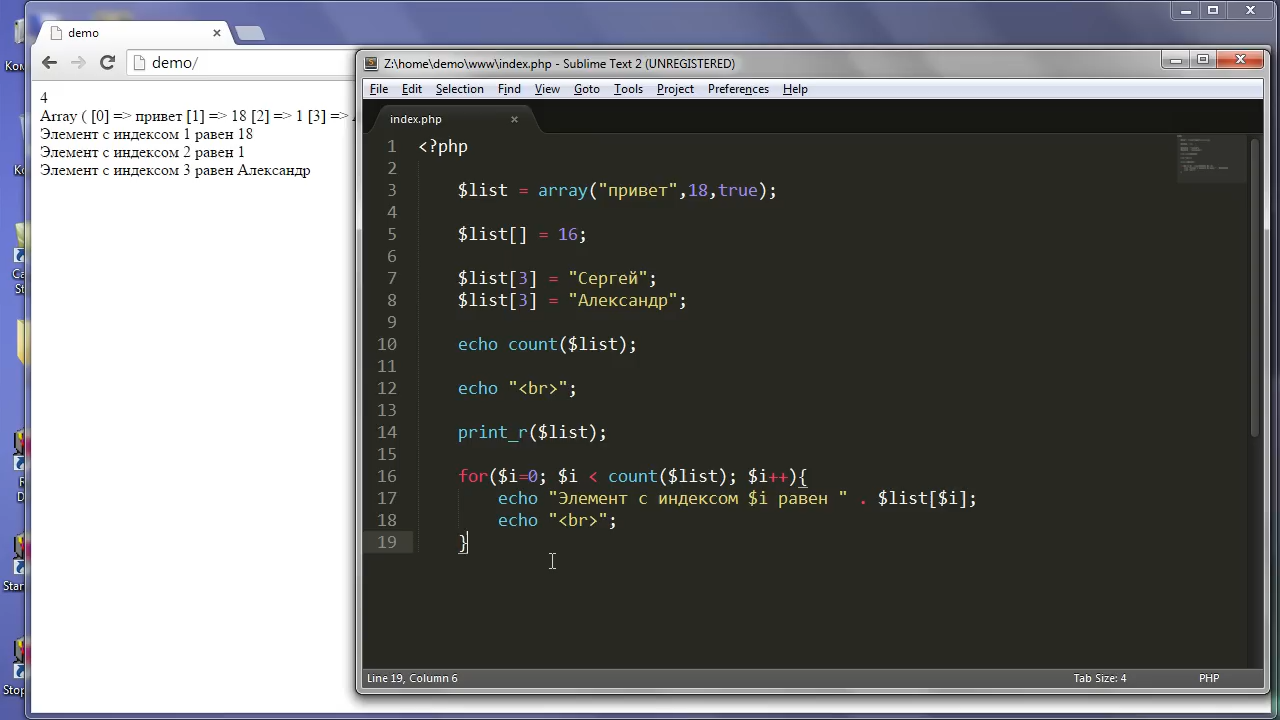 demo
demo/
4
Array ( [0] => привет [1] => 18 [2] => 1 [3] =>
Элемент с индексом 1 равен 18
Элемент с индексом 2 равен 1
Элемент с индексом 3 равен Александр
Z:\home\demo\www\index.php - Sublime Text 2 (UNREGISTERED)
File Edit Selection Find View Goto Tools Project Preferences Help
index.php
1 <?php
2
3 $list = array("привет",18,true);
4
5 $list[] = 16;
6
7 $list[3] = "Сергей";
8 $list[3] = "Александр";
9
10 echo count($list);
11
12 echo "<br>";
13
14 print_r($list);
15
16 for($i=0; $i < count($list); $i++){
17 echo "Элемент с индексом $i равен " . $list[$i];
18 echo "<br>";
19 }
Line 19, Column 6
Tab Size: 4
PHP